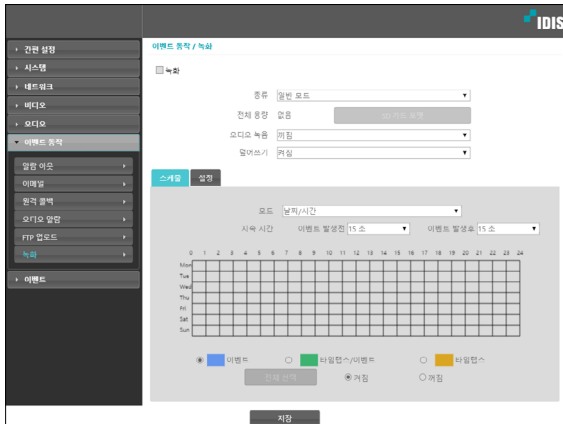 IDIS
간편 설정
시스템
네트워크
비디오
오디오
이벤트 동작
알람 아웃
이메일
원격 콜백
오디오 알람
FTP 업로드
녹화
이벤트
이벤트 동작 / 녹화
녹화
종류 일반 모드
전체 용량 없음 SD 카드 포맷
오디오 녹음 꺼짐
덮어쓰기 켜짐
스케줄 설정
모드 날짜/시간
지속 시간 이벤트 발생전 15 초 이벤트 발생후 15 초
0 1 2 3 4 5 6 7 8 9 10 11 12 13 14 15 16 17 18 19 20 21 22 23 24
Mon
Tue
Wed
Thu
Fri
Sat
Sun
이벤트 타임랩스/이벤트 타임랩스
전체 선택 켜짐 꺼짐
저장